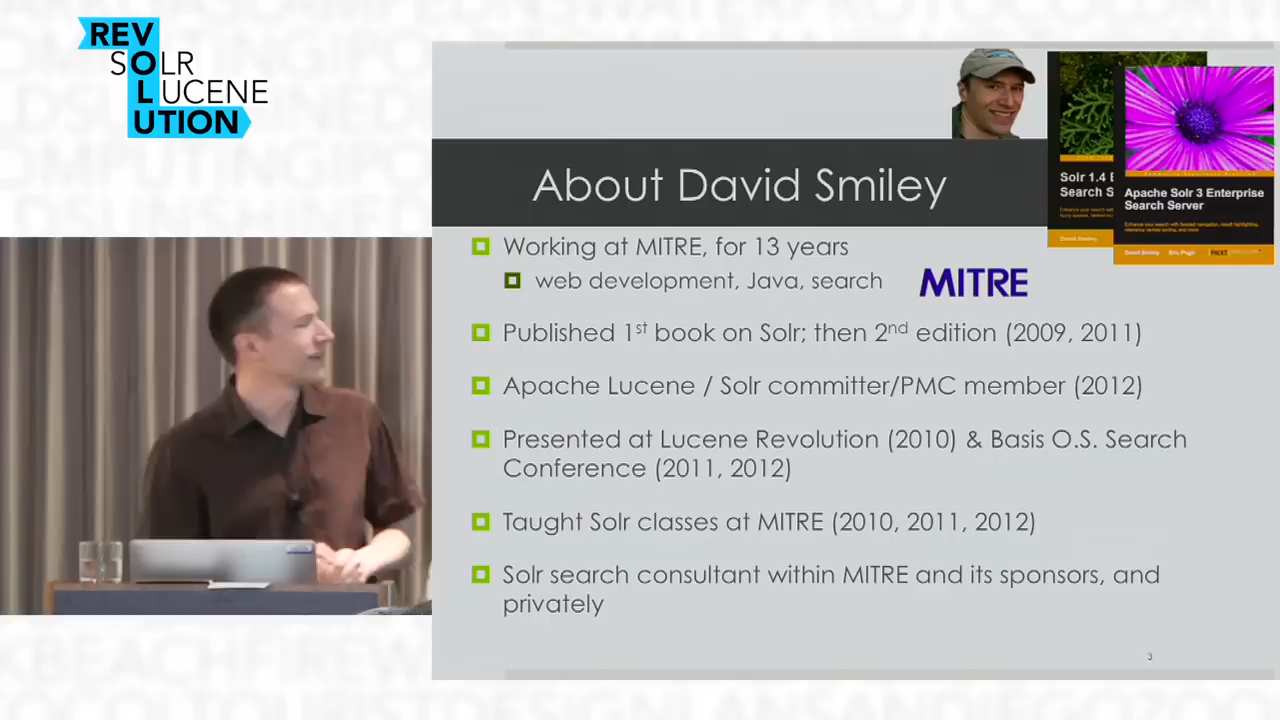 REV
SOLR
LUCENE
UTION
About David Smiley
Solr 1.4 E
Search S
Apache Solr 3 Enterprise
Search Server
Working at MITRE, for 13 years
web development, Java, search
MITRE
Published 1st book on Solr; then 2nd edition (2009, 2011)
Apache Lucene / Solr committer/PMC member (2012)
Presented at Lucene Revolution (2010) & Basis O.S. Search
Conference (2011, 2012)
Taught Solr classes at MITRE (2010, 2011, 2012)
Solr search consultant within MITRE and its sponsors, and
privately
3